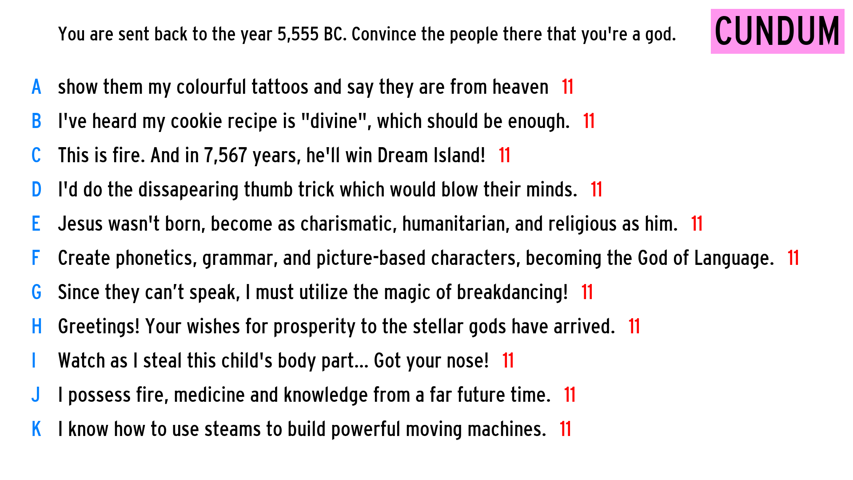 You are sent back to the year 5,555 BC. Convince the people there that you're a god.
CUNDUM
A show them my colourful tattoos and say they are from heaven 11
B I've heard my cookie recipe is "divine", which should be enough. 11
C This is fire. And in 7,567 years, he'll win Dream Island! 11
D I'd do the dissapearing thumb trick which would blow their minds. 11
E Jesus wasn't born, become as charismatic, humanitarian, and religious as him. 11
F Create phonetics, grammar, and picture-based characters, becoming the God of Language. 11
G Since they can’t speak, I must utilize the magic of breakdancing! 11
H Greetings! Your wishes for prosperity to the stellar gods have arrived. 11
I Watch as I steal this child's body part... Got your nose! 11
J I possess fire, medicine and knowledge from a far future time. 11
K I know how to use steams to build powerful moving machines. 11